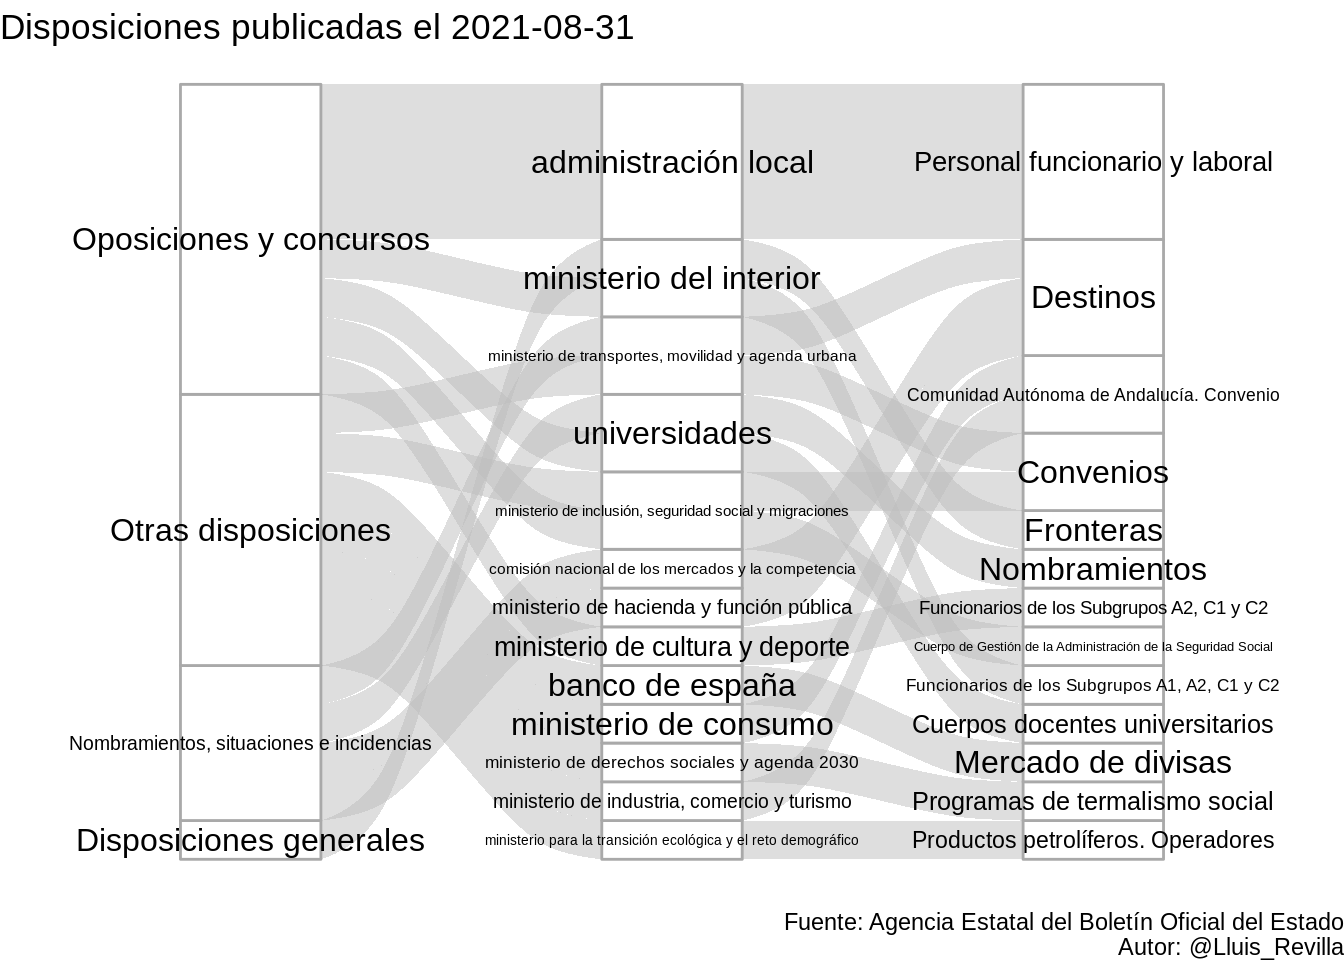 Disposiciones publicadas el 2021-08-31
Oposiciones y concursos
Otras disposiciones
Nombramientos, situaciones e incidencias
Disposiciones generales
administración local
ministerio del interior
ministerio de transportes, movilidad y agenda urbana
universidades
ministerio de inclusión, seguridad social y migraciones
comisión nacional de los mercados y la competencia
ministerio de hacienda y función pública
ministerio de cultura y deporte
banco de españa
ministerio de consumo
ministerio de derechos sociales y agenda 2030
ministerio de industria, comercio y turismo
ministerio para la transición ecológica y el reto demográfico
Personal funcionario y laboral
Destinos
Comunidad Autónoma de Andalucía. Convenio
Convenios
Fronteras
Nombramientos
Funcionarios de los Subgrupos A2, C1 y C2
Cuerpo de Gestión de la Administración de la Seguridad Social
Funcionarios de los Subgrupos A1, A2, C1 y C2
Cuerpos docentes universitarios
Mercado de divisas
Programas de termalismo social
Productos petrolíferos. Operadores
Fuente: Agencia Estatal del Boletín Oficial del Estado
Autor: @Lluis_Revilla